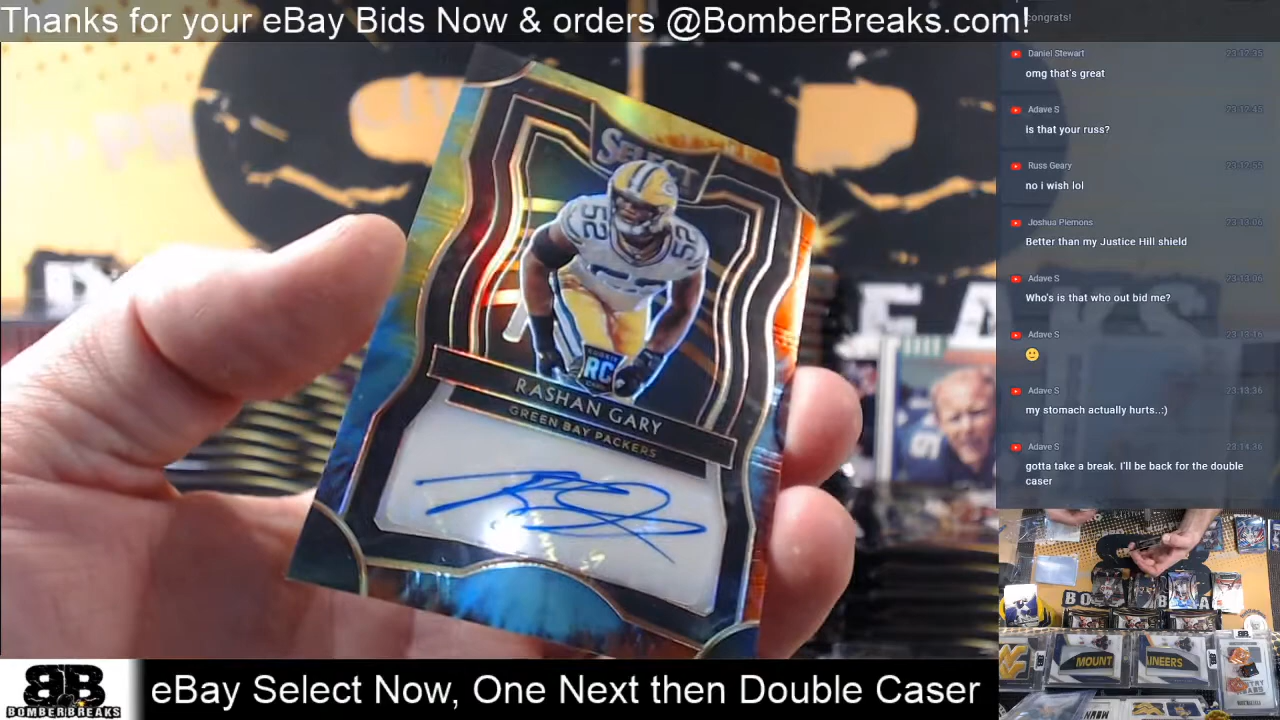 Thanks for your eBay Bids Now & orders @BomberBreaks.com!
congrats!
Daniel Stewart
omg that's great
Adave S
is that your russ?
Russ Geary
no i wish lol
Joshua Plemons
Better than my Justice Hill shield
Adave S
Who's is that who out bid me?
Adave S
🙂
Adave S
my stomach actually hurts..:)
Adave S
gotta take a break. I'll be back for the double
caser
SELECT
52
52
RC
RASHAN GARY
GREEN BAY PACKERS
MOUNT
AINEERS
BB
BOMBERBREAKS
eBay Select Now, One Next then Double Caser